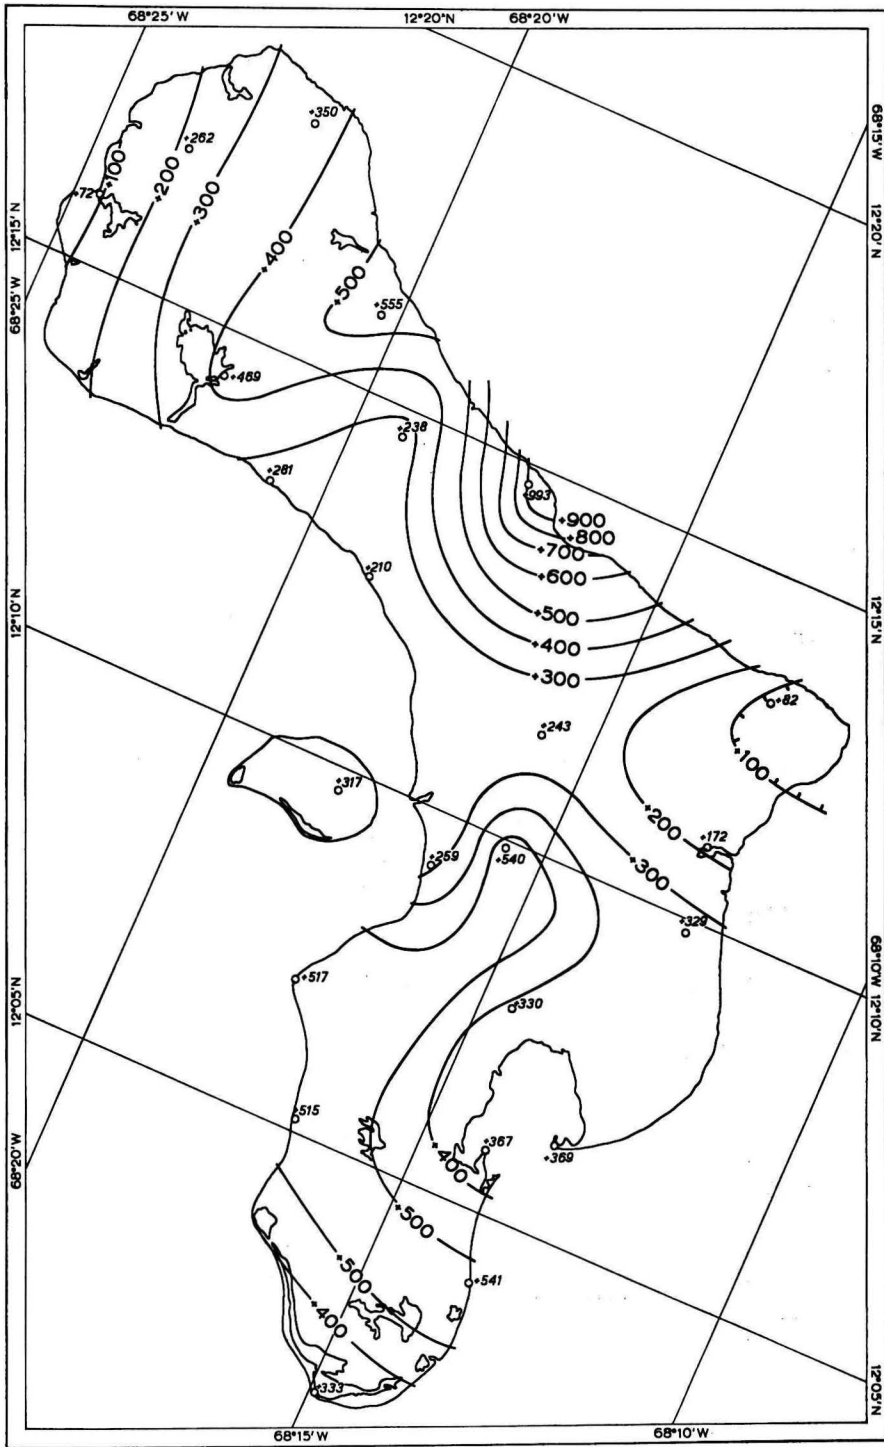 68°25' W
12°20'N
68°20' W
68°15'W
12°20' N
12°15'N
68°10'W
12°10'N
12°05'N
68°10'W
68°15'W
68°20'W
12°05'N
12°10'N
68°25'W
12°15' N
+350
+262
+100
+72
+200
+300
+400
+500
+555
+469
+238
+281
+993
+900
+800
+700
+600
+500
+400
+300
+210
+82
+100
+243
+317
+200
+172
+259
+540
+300
+329
+517
+330
+515
+367
+369
+400
+500
+541
+500
+400
+333